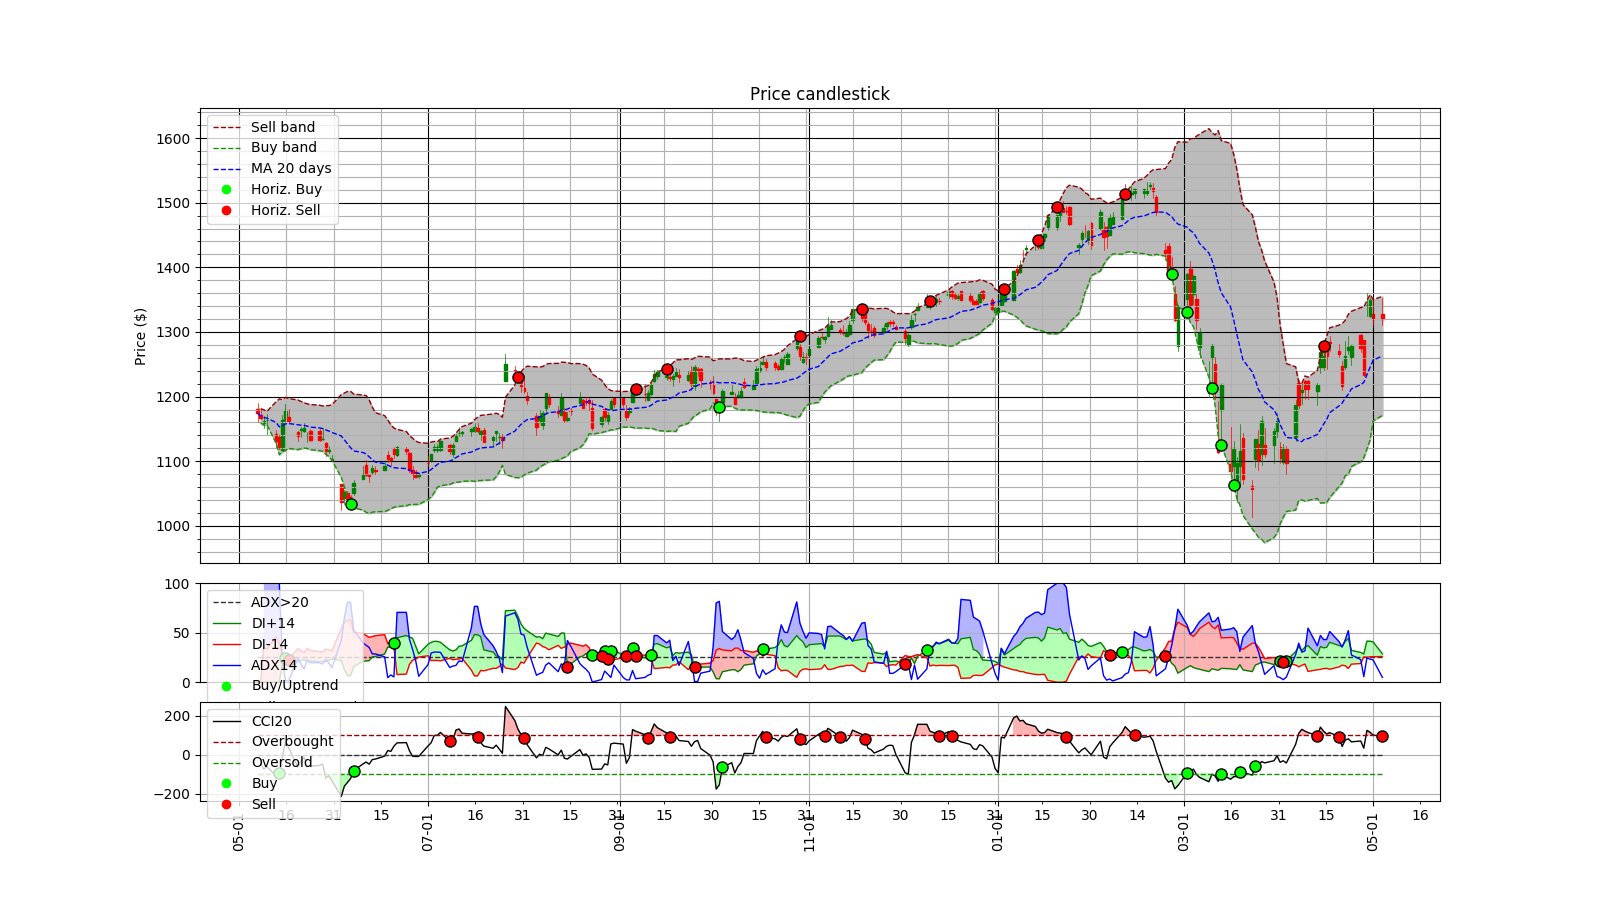 Price candlestick
Price ($)
1600
1500
1400
1300
1200
1100
1000
Sell band
Buy band
MA 20 days
Horiz. Buy
Horiz. Sell
100
50
0
ADX>20
DI+14
DI-14
ADX14
Buy/Uptrend
200
0
−200
CCI20
Overbought
Oversold
Buy
Sell
05-01 16 31 15 07-01 16 31 15 31 09-01 15 30 15 31 11-01 15 30 15 31 01-01 15 30 14 03-01 16 31 15 05-01 16